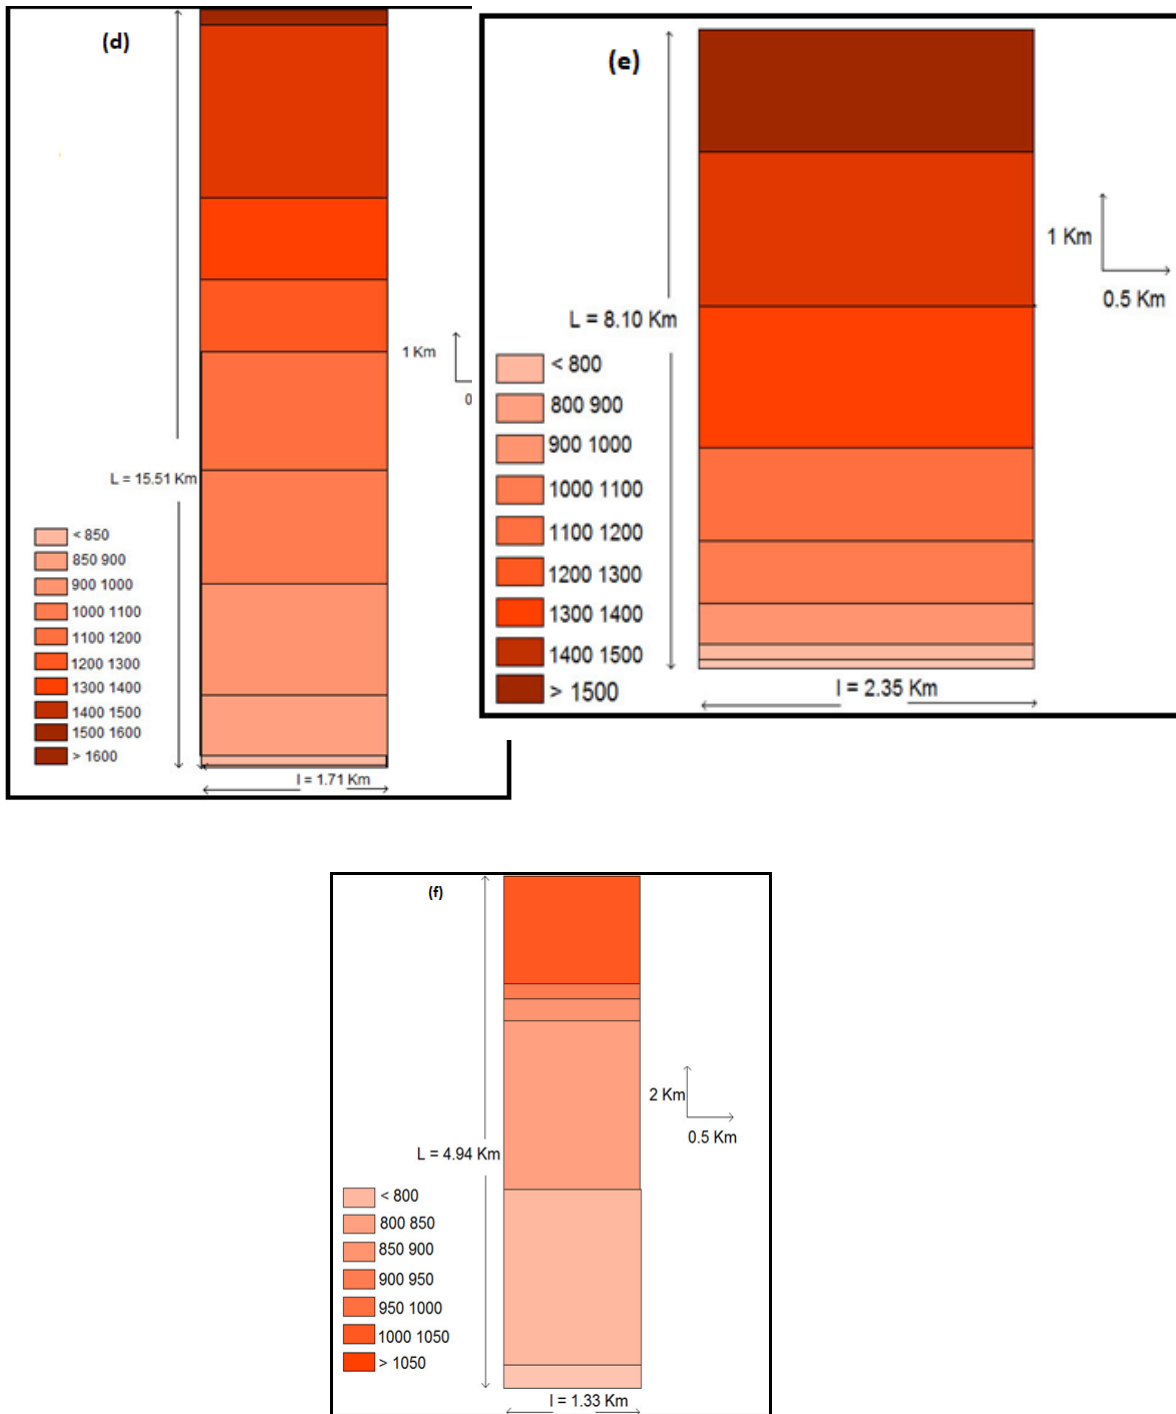 (d)
1 Km
0
L = 15.51 Km
< 850
850 900
900 1000
1000 1100
1100 1200
1200 1300
1300 1400
1400 1500
1500 1600
> 1600
l = 1.71 Km
(e)
1 Km
0.5 Km
L = 8.10 Km
< 800
800 900
900 1000
1000 1100
1100 1200
1200 1300
1300 1400
1400 1500
> 1500
l = 2.35 Km
(f)
2 Km
0.5 Km
L = 4.94 Km
< 800
800 850
850 900
900 950
950 1000
1000 1050
> 1050
l = 1.33 Km